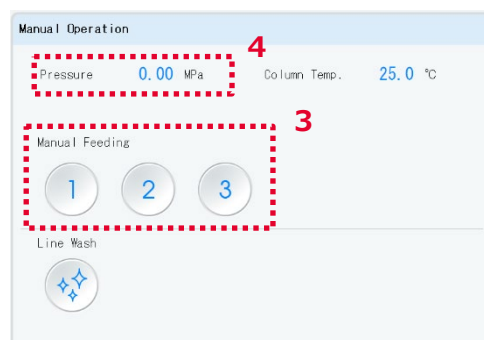 Manual Operation
4
Pressure 0.00 MPa Column Temp. 25.0 ℃
3
Manual Feeding
1 2 3
Line Wash